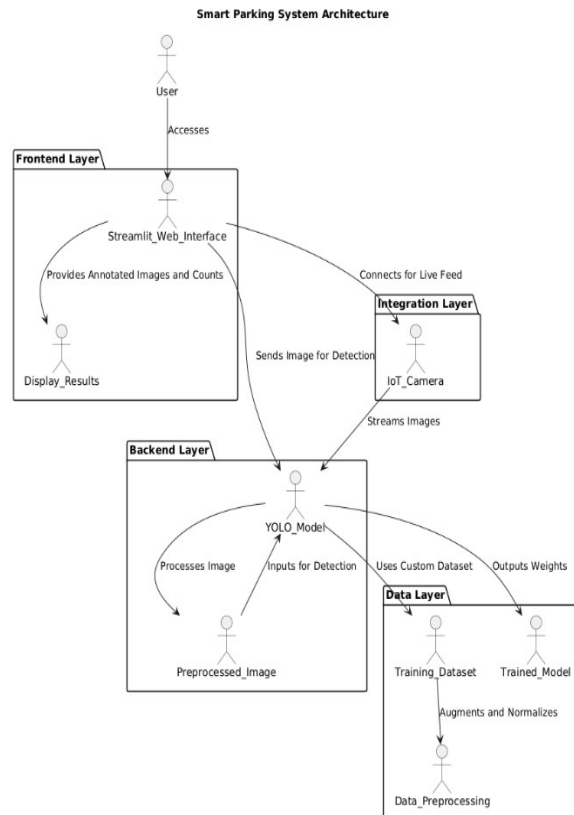 Smart Parking System Architecture
User
Accesses
Frontend Layer
Streamlit_Web_Interface
Provides Annotated Images and Counts
Connects for Live Feed
Integration Layer
Display_Results
Sends Image for Detection
IoT_Camera
Streams Images
Backend Layer
YOLO_Model
Processes Image
Inputs for Detection
Uses Custom Dataset
Outputs Weights
Data Layer
Preprocessed_Image
Training_Dataset
Trained_Model
Augments and Normalizes
Data_Preprocessing